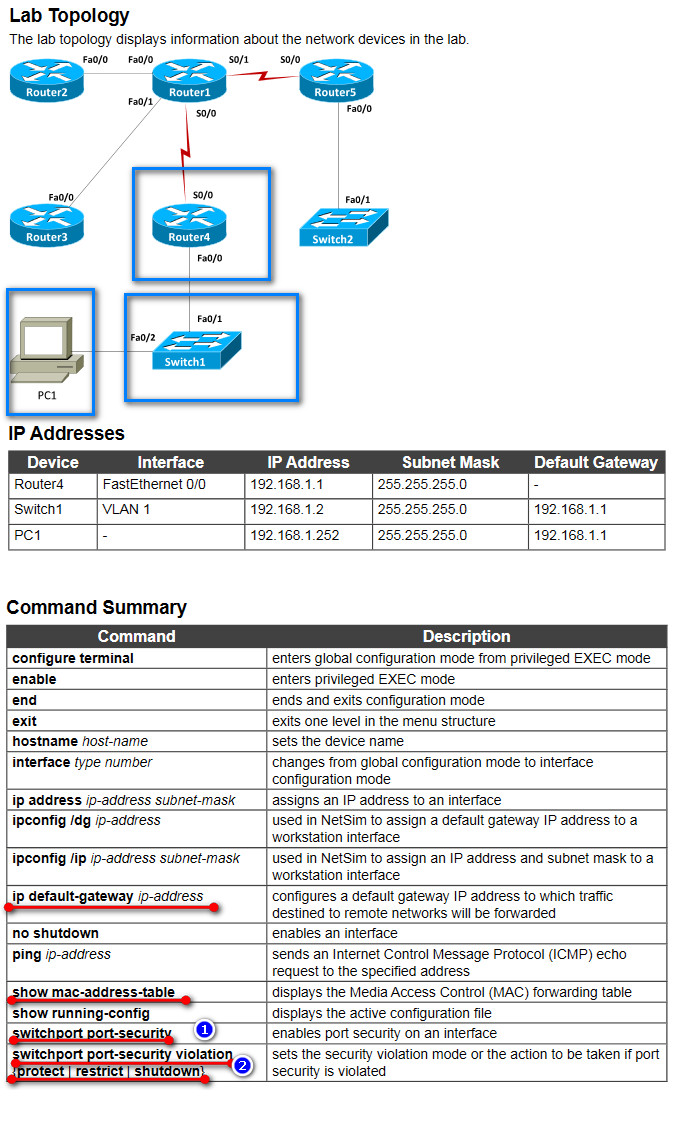 Lab Topology
The lab topology displays information about the network devices in the lab.
Fa0/0 Fa0/0 S0/1 S0/0
Router2 Router1 Router5
Fa0/1 S0/0 Fa0/0
Fa0/0 S0/0 Fa0/1
Router3 Router4 Switch2
Fa0/0
Fa0/1
Fa0/2
Switch1
PC1
IP Addresses
Device Interface IP Address Subnet Mask Default Gateway
Router4 FastEthernet 0/0 192.168.1.1 255.255.255.0 -
Switch1 VLAN 1 192.168.1.2 255.255.255.0 192.168.1.1
PC1 - 192.168.1.252 255.255.255.0 192.168.1.1
Command Summary
Command Description
configure terminal enters global configuration mode from privileged EXEC mode
enable enters privileged EXEC mode
end ends and exits configuration mode
exit exits one level in the menu structure
hostname host-name sets the device name
interface type number changes from global configuration mode to interface
configuration mode
ip address ip-address subnet-mask assigns an IP address to an interface
ipconfig /dg ip-address used in NetSim to assign a default gateway IP address to a
workstation interface
ipconfig /ip ip-address subnet-mask used in NetSim to assign an IP address and subnet mask to a
workstation interface
ip default-gateway ip-address configures a default gateway IP address to which traffic
destined to remote networks will be forwarded
no shutdown enables an interface
ping ip-address sends an Internet Control Message Protocol (ICMP) echo
request to the specified address
show mac-address-table displays the Media Access Control (MAC) forwarding table
show running-config displays the active configuration file
switchport port-security 1 enables port security on an interface
switchport port-security violation 2 sets the security violation mode or the action to be taken if port
{protect | restrict | shutdown} security is violated